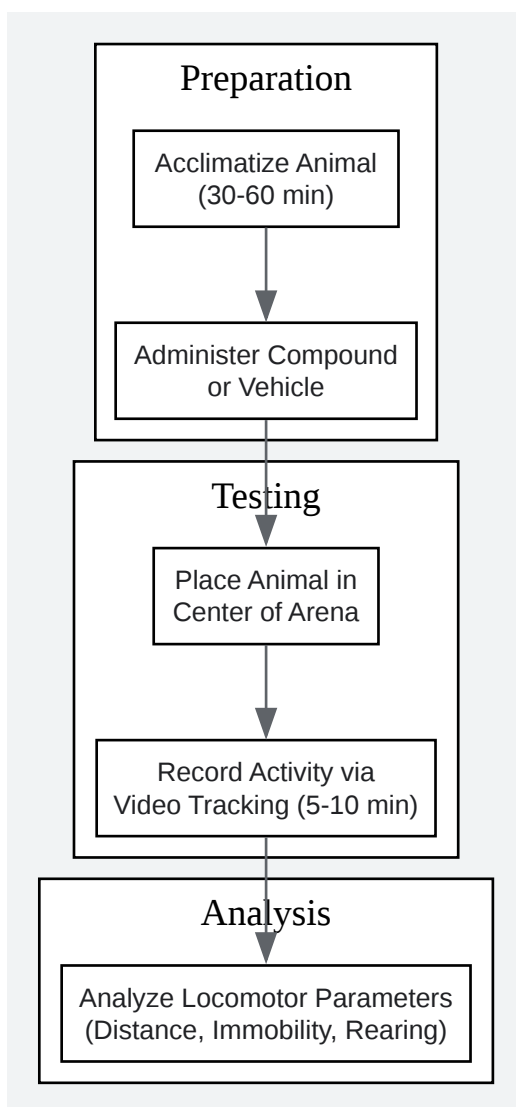 Preparation
Acclimatize Animal
(30-60 min)
Administer Compound
or Vehicle
Testing
Place Animal in
Center of Arena
Record Activity via
Video Tracking (5-10 min)
Analysis
Analyze Locomotor Parameters
(Distance, Immobility, Rearing)